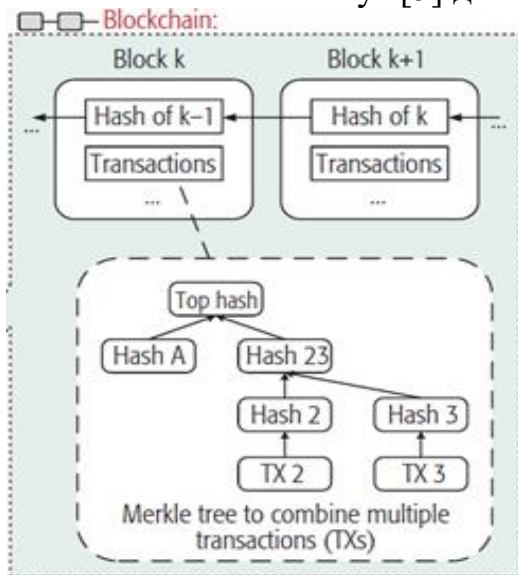 у [5] д
Blockchain:
Block k Block k+1
... Hash of k–1 Hash of k ...
Transactions Transactions
... ...
Top hash
Hash A Hash 23
Hash 2 Hash 3
TX 2 TX 3
Merkle tree to combine multiple
transactions (TXs)